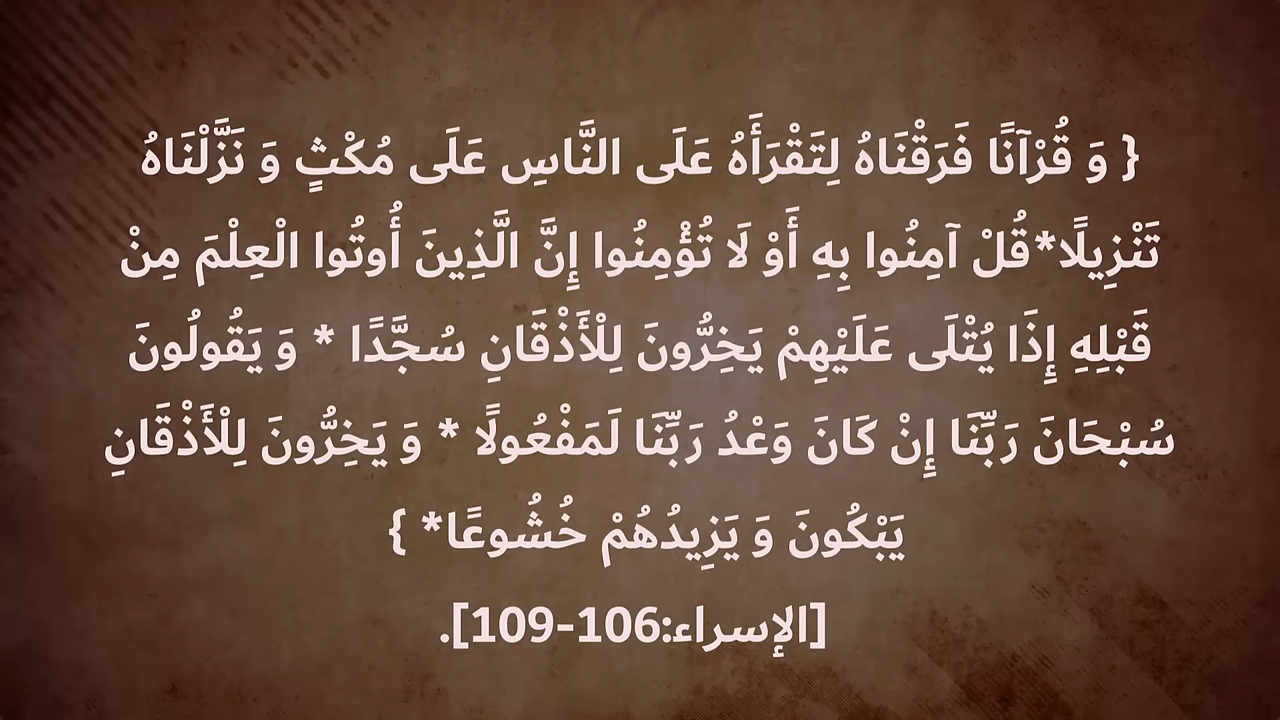 { وَ قُرْآنًا فَرَقْنَاهُ لِتَقْرَأَهُ عَلَى النَّاسِ عَلَى مُكْثٍ وَ نَزَّلْنَاهُ
تَنْزِيلًا*قُلْ آمِنُوا بِهِ أَوْ لَا تُؤْمِنُوا إِنَّ الَّذِينَ أُوتُوا الْعِلْمَ مِنْ
قَبْلِهِ إِذَا يُتْلَى عَلَيْهِمْ يَخِرُّونَ لِلْأَذْقَانِ سُجَّدًا * وَ يَقُولُونَ
سُبْحَانَ رَبِّنَا إِنْ كَانَ وَعْدُ رَبِّنَا لَمَفْعُولًا * وَ يَخِرُّونَ لِلْأَذْقَانِ
يَبْكُونَ وَ يَزِيدُهُمْ خُشُوعًا* }
[الإسراء:106-109].